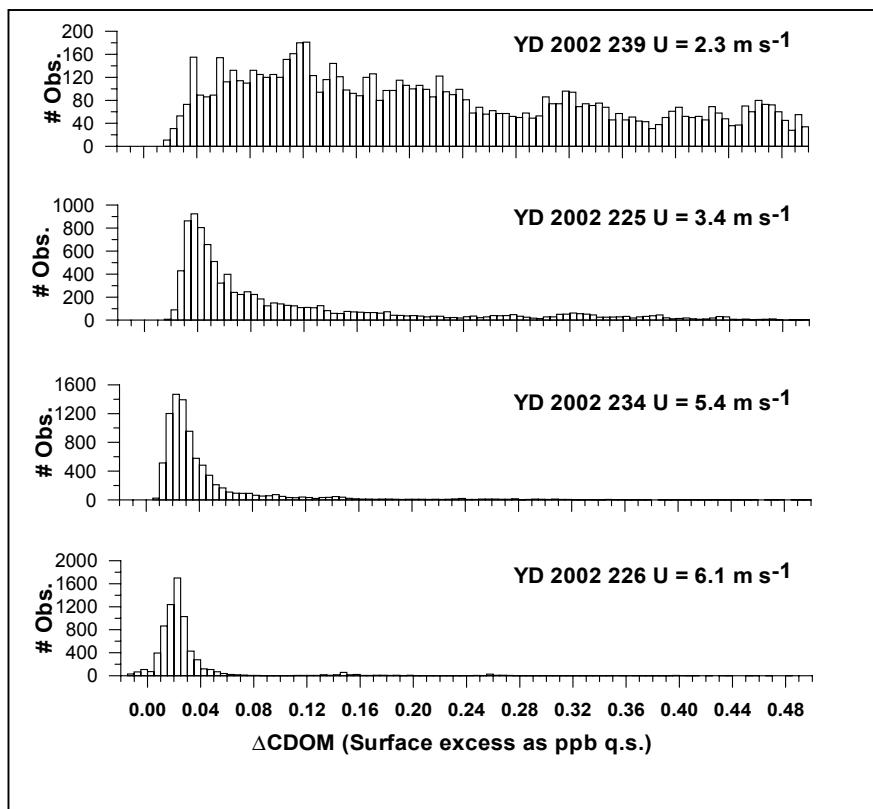 YD 2002 239 U = 2.3 m s-1
# Obs.
200
160
120
80
40
0
YD 2002 225 U = 3.4 m s-1
# Obs.
1000
800
600
400
200
0
YD 2002 234 U = 5.4 m s-1
# Obs.
1600
1200
800
400
0
YD 2002 226 U = 6.1 m s-1
# Obs.
2000
1600
1200
800
400
0
0.00 0.04 0.08 0.12 0.16 0.20 0.24 0.28 0.32 0.36 0.40 0.44 0.48
ΔCDOM (Surface excess as ppb q.s.)